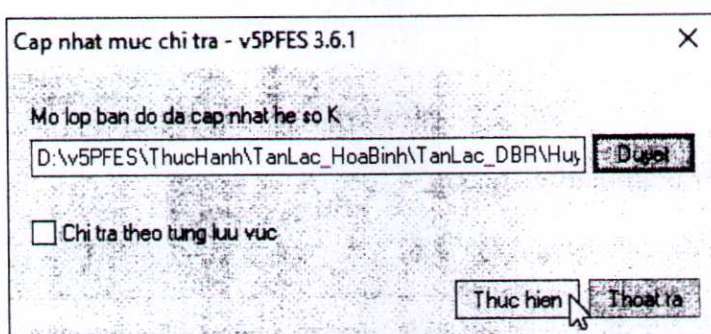 Cap nhat muc chi tra - v5PFES 3.6.1
Mo lop ban do da cap nhat he so K
D:\v5PFES\ThucHanh\TanLac_HoaBinh\TanLac_DBR\Huy
Duyet
Chi tra theo tung luu vuc
Thuc hien
Thoat ra